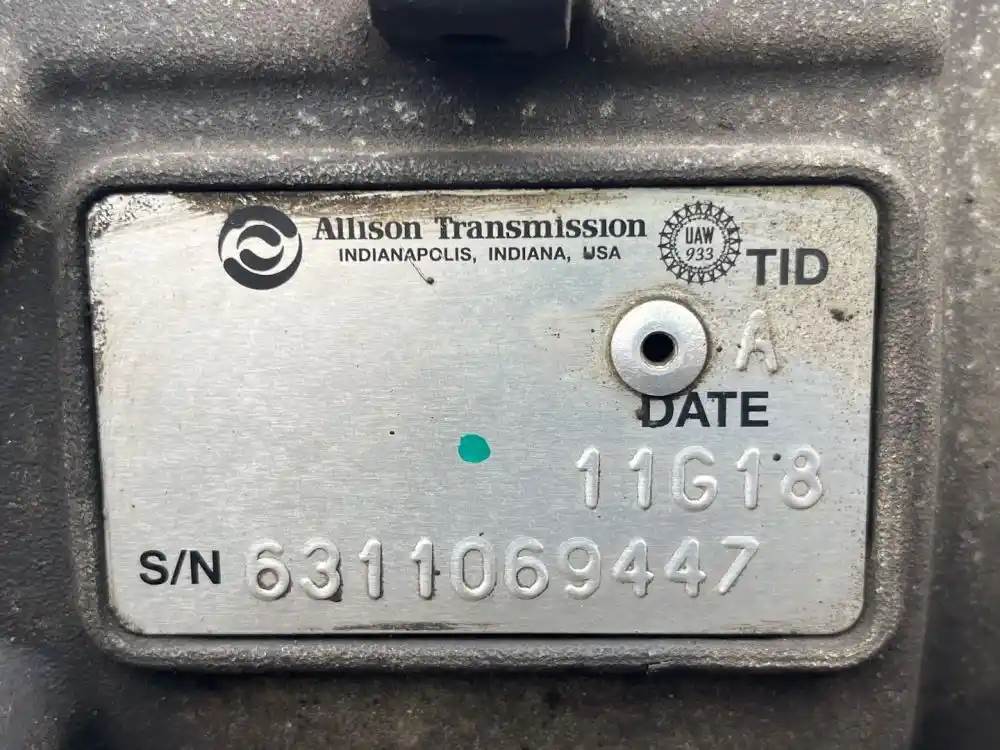 Allison Transmission
INDIANAPOLIS, INDIANA, USA
UAW
933
TID
A
DATE
11G18
S/N 6311069447